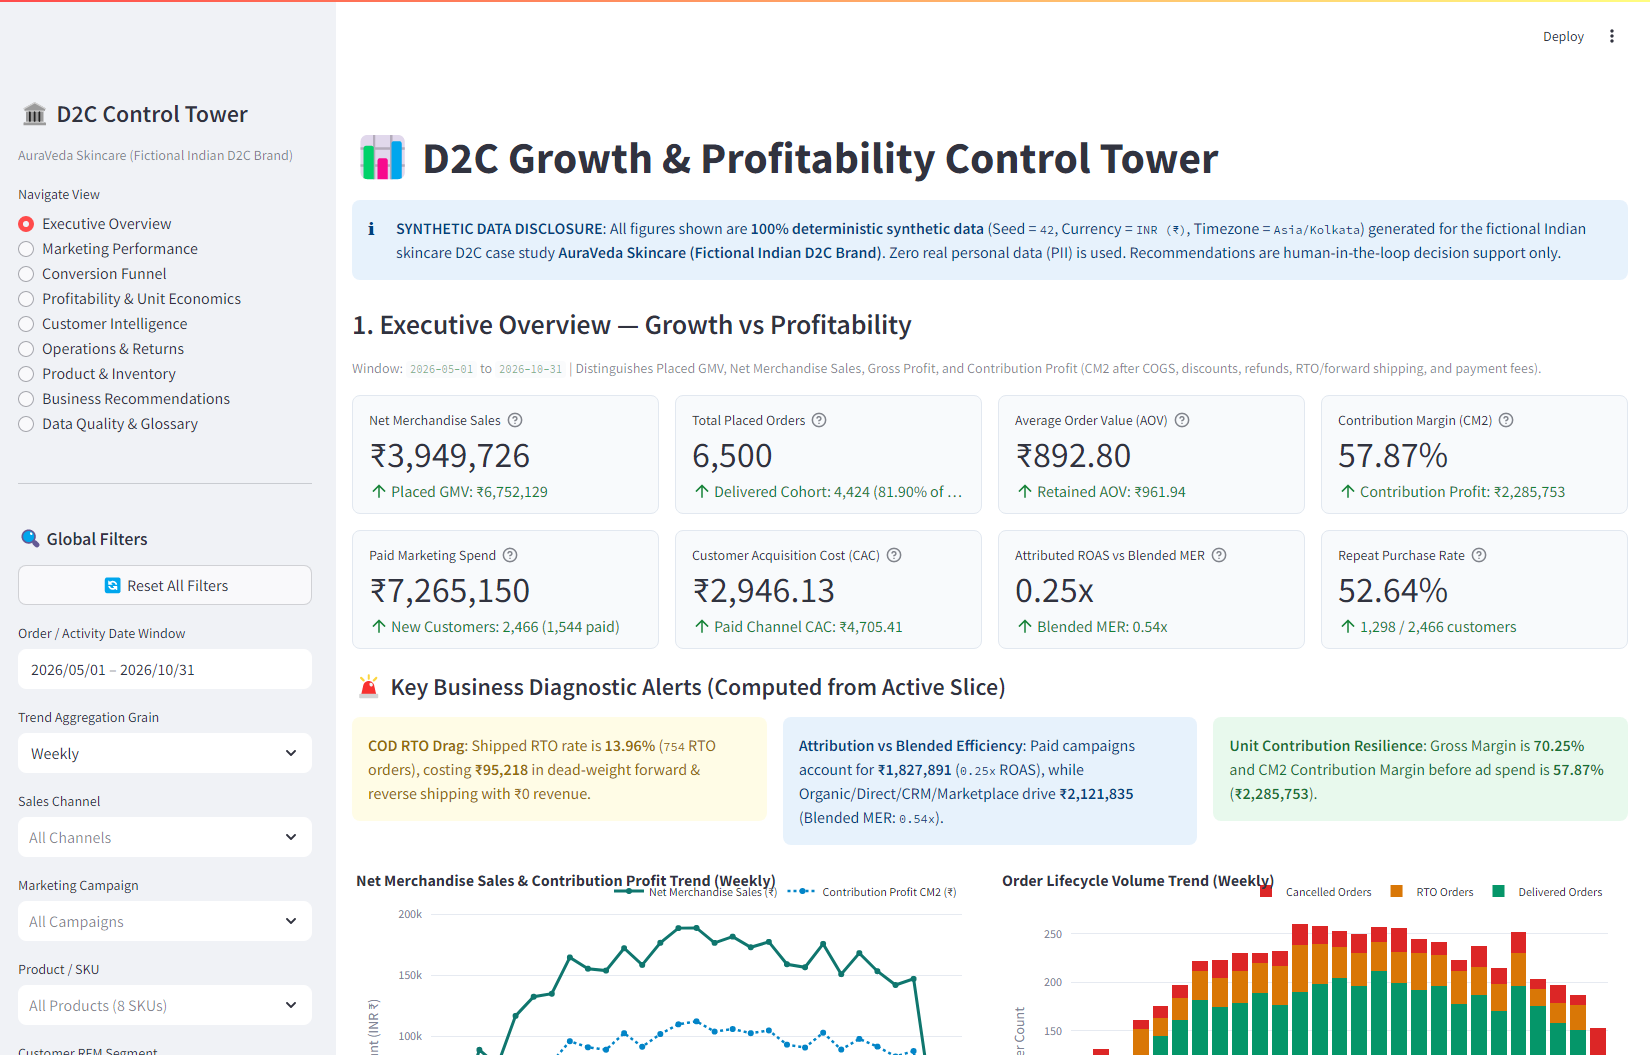 Deploy
D2C Control Tower
AuraVeda Skincare (Fictional Indian D2C Brand)
Navigate View
Executive Overview
Marketing Performance
Conversion Funnel
Profitability & Unit Economics
Customer Intelligence
Operations & Returns
Product & Inventory
Business Recommendations
Data Quality & Glossary
Global Filters
Reset All Filters
Order / Activity Date Window
2026/05/01 – 2026/10/31
Trend Aggregation Grain
Weekly
Sales Channel
All Channels
Marketing Campaign
All Campaigns
Product / SKU
All Products (8 SKUs)
Customer RFM Segment
D2C Growth & Profitability Control Tower
SYNTHETIC DATA DISCLOSURE: All figures shown are 100% deterministic synthetic data (Seed = 42, Currency = INR (₹), Timezone = Asia/Kolkata) generated for the fictional Indian
skincare D2C case study AuraVeda Skincare (Fictional Indian D2C Brand). Zero real personal data (PII) is used. Recommendations are human-in-the-loop decision support only.
1. Executive Overview — Growth vs Profitability
Window: 2026-05-01 to 2026-10-31 | Distinguishes Placed GMV, Net Merchandise Sales, Gross Profit, and Contribution Profit (CM2 after COGS, discounts, refunds, RTO/forward shipping, and payment fees).
Net Merchandise Sales
₹3,949,726
↑ Placed GMV: ₹6,752,129
Total Placed Orders
6,500
↑ Delivered Cohort: 4,424 (81.90% of …
Average Order Value (AOV)
₹892.80
↑ Retained AOV: ₹961.94
Contribution Margin (CM2)
57.87%
↑ Contribution Profit: ₹2,285,753
Paid Marketing Spend
₹7,265,150
↑ New Customers: 2,466 (1,544 paid)
Customer Acquisition Cost (CAC)
₹2,946.13
↑ Paid Channel CAC: ₹4,705.41
Attributed ROAS vs Blended MER
0.25x
↑ Blended MER: 0.54x
Repeat Purchase Rate
52.64%
↑ 1,298 / 2,466 customers
Key Business Diagnostic Alerts (Computed from Active Slice)
COD RTO Drag: Shipped RTO rate is 13.96% (754 RTO
orders), costing ₹95,218 in dead-weight forward &
reverse shipping with ₹0 revenue.
Attribution vs Blended Efficiency: Paid campaigns
account for ₹1,827,891 (0.25x ROAS), while
Organic/Direct/CRM/Marketplace drive ₹2,121,835
(Blended MER: 0.54x).
Unit Contribution Resilience: Gross Margin is 70.25%
and CM2 Contribution Margin before ad spend is 57.87%
(₹2,285,753).
Net Merchandise Sales & Contribution Profit Trend (Weekly)
Net Merchandise Sales (₹)
Contribution Profit CM2 (₹)
200k
150k
100k
nt (INR ₹)
Order Lifecycle Volume Trend (Weekly)
Cancelled Orders
RTO Orders
Delivered Orders
250
200
150
er Count